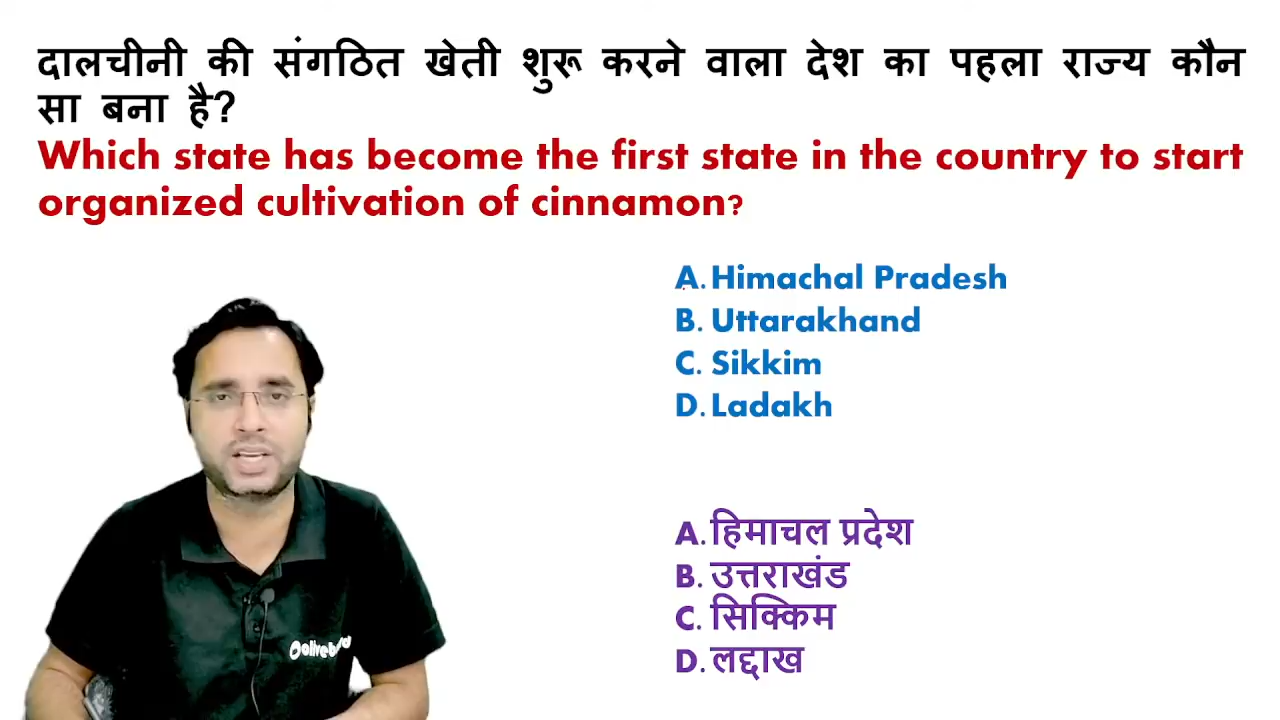 दालचीनी की संगठित खेती शुरू करने वाला देश का पहला राज्य कौन
सा बना है?
Which state has become the first state in the country to start
organized cultivation of cinnamon?
A. Himachal Pradesh
B. Uttarakhand
C. Sikkim
D. Ladakh
A. हिमाचल प्रदेश
B. उत्तराखंड
C. सिक्किम
D. लद्दाख